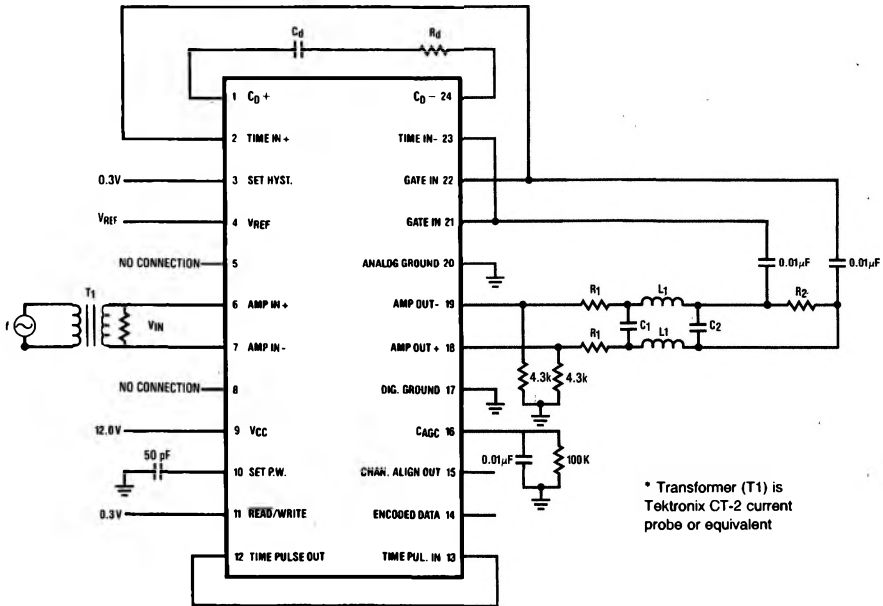 Cd
Rd
1 CD +
CD – 24
2 TIME IN +
TIME IN- 23
0.3V
3 SET HYST.
GATE IN 22
VREF
4 VREF
GATE IN 21
0.01µF
0.01µF
NO CONNECTION
5
ANALOG GROUND 20
T1
f
VIN
6 AMP IN +
AMP OUT- 19
R1
L1
R2
C1
C2
7 AMP IN-
AMP OUT + 18
R1
L1
4.3k
4.3k
NO CONNECTION
8
DIG. GROUND 17
12.0V
9 VCC
CAGC 16
50 pF
10 SET P.W.
CHAN. ALIGN OUT 15
0.01µF
100K
0.3V
11 READ/WRITE
ENCODED DATA 14
12 TIME PULSE OUT
TIME PUL. IN 13
* Transformer (T1) is
Tektronix CT-2 current
probe or equivalent